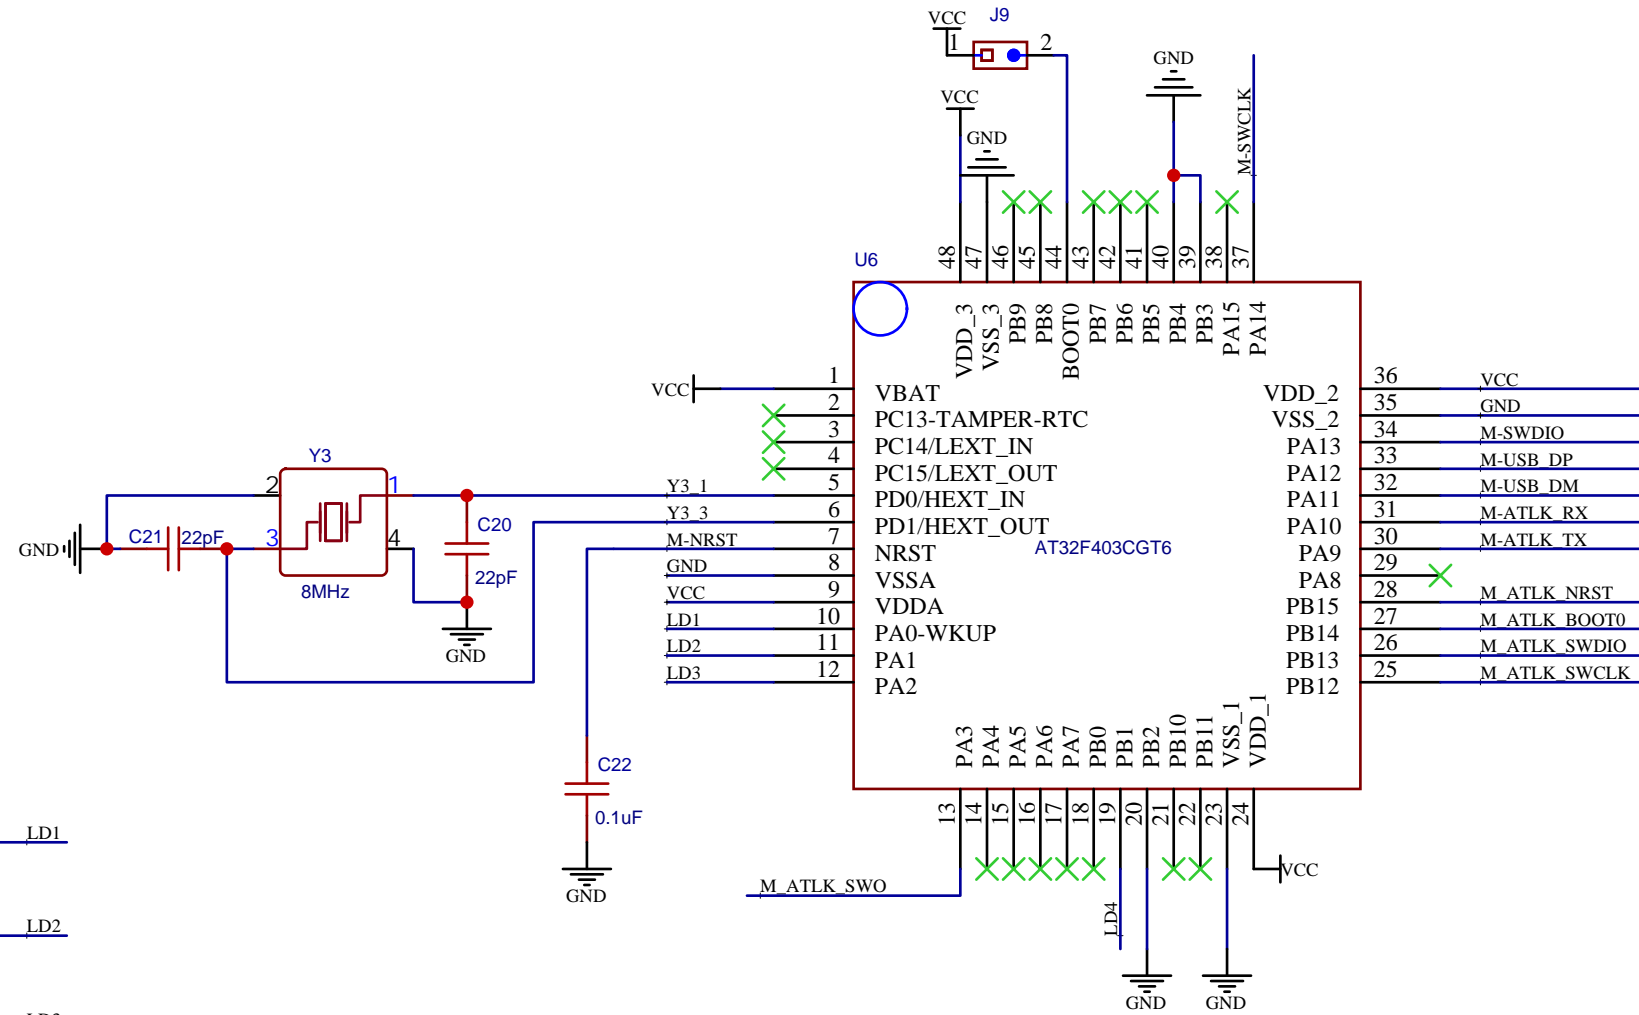 VCC
J9
1
2
VCC
GND
GND
M-SWCLK
48
47
46
45
44
43
42
41
40
39
38
37
U6
VDD_3
VSS_3
PB9
PB8
BOOT0
PB7
PB6
PB5
PB4
PB3
PA15
PA14
VCC
1
VBAT
2
PC13-TAMPER-RTC
3
PC14/LEXT_IN
4
PC15/LEXT_OUT
Y3_1
5
PD0/HEXT_IN
Y3_3
6
PD1/HEXT_OUT
M-NRST
7
NRST
GND
8
VSSA
VCC
9
VDDA
LD1
10
PA0-WKUP
LD2
11
PA1
LD3
12
PA2
AT32F403CGT6
VDD_2
36
VCC
VSS_2
35
GND
PA13
34
M-SWDIO
PA12
33
M-USB_DP
PA11
32
M-USB_DM
PA10
31
M-ATLK_RX
PA9
30
M-ATLK_TX
PA8
29
PB15
28
M_ATLK_NRST
PB14
27
M_ATLK_BOOT0
PB13
26
M_ATLK_SWDIO
PB12
25
M_ATLK_SWCLK
Y3
2
1
3
4
8MHz
GND
C21
22pF
C20
22pF
GND
C22
0.1uF
GND
PA3
PA4
PA5
PA6
PA7
PB0
PB1
PB2
PB10
PB11
VSS_1
VDD_1
13
14
15
16
17
18
19
20
21
22
23
24
M_ATLK_SWO
LD4
VCC
GND
GND
LD1
LD2